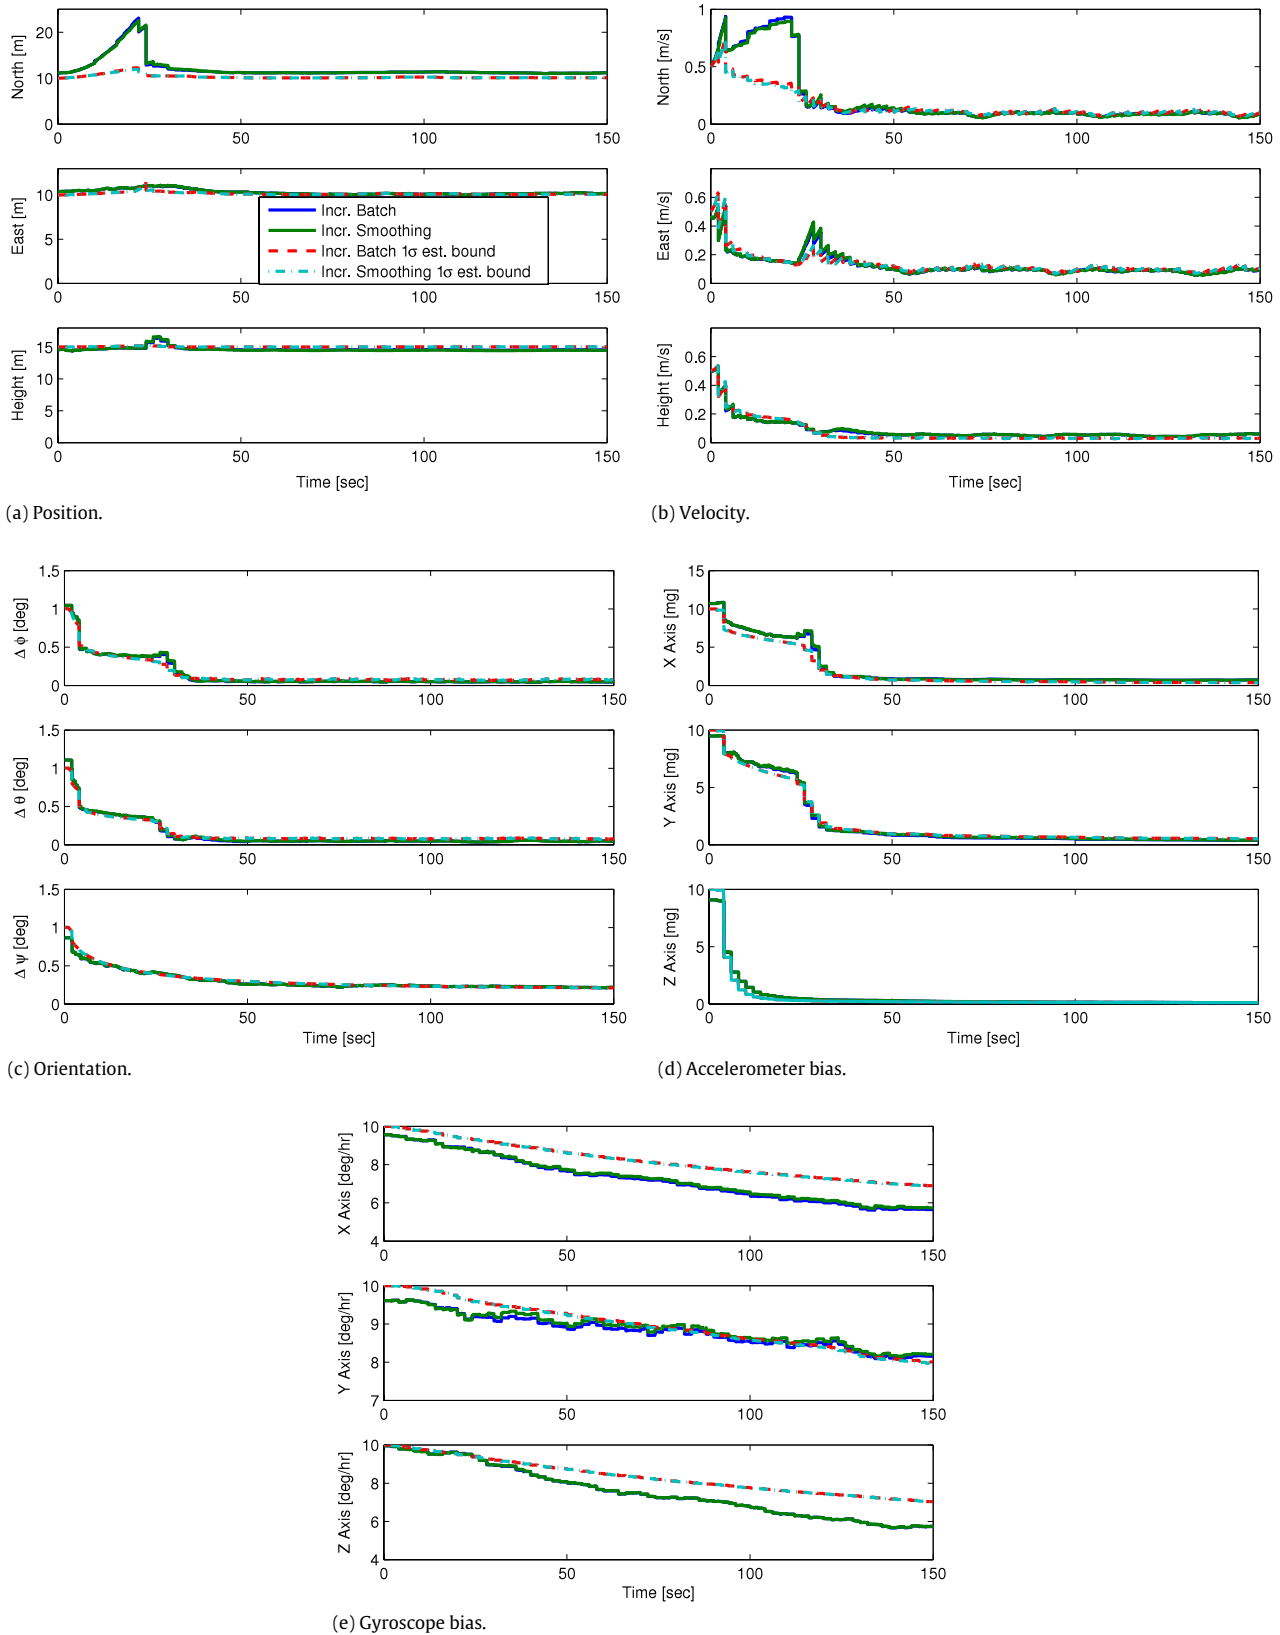 North [m]
20
10
0
0 50 100 150
East [m]
10
5
0
0 50 100 150
Incr. Batch
Incr. Smoothing
Incr. Batch 1σ est. bound
Incr. Smoothing 1σ est. bound
Height [m]
15
10
5
0
0 50 100 150
Time [sec]
(a) Position.
North [m/s]
1
0.5
0
0 50 100 150
East [m/s]
0.6
0.4
0.2
0
0 50 100 150
Height [m/s]
0.6
0.4
0.2
0
0 50 100 150
Time [sec]
(b) Velocity.
Δ ϕ [deg]
1.5
1
0.5
0
0 50 100 150
Δ θ [deg]
1.5
1
0.5
0
0 50 100 150
Δ ψ [deg]
1.5
1
0.5
0
0 50 100 150
Time [sec]
(c) Orientation.
X Axis [mg]
15
10
5
0
0 50 100 150
Y Axis [mg]
10
5
0
0 50 100 150
Z Axis [mg]
10
5
0
0 50 100 150
Time [sec]
(d) Accelerometer bias.
X Axis [deg/hr]
10
8
6
4
0 50 100 150
Y Axis [deg/hr]
10
9
8
7
0 50 100 150
Z Axis [deg/hr]
10
8
6
4
0 50 100 150
Time [sec]
(e) Gyroscope bias.